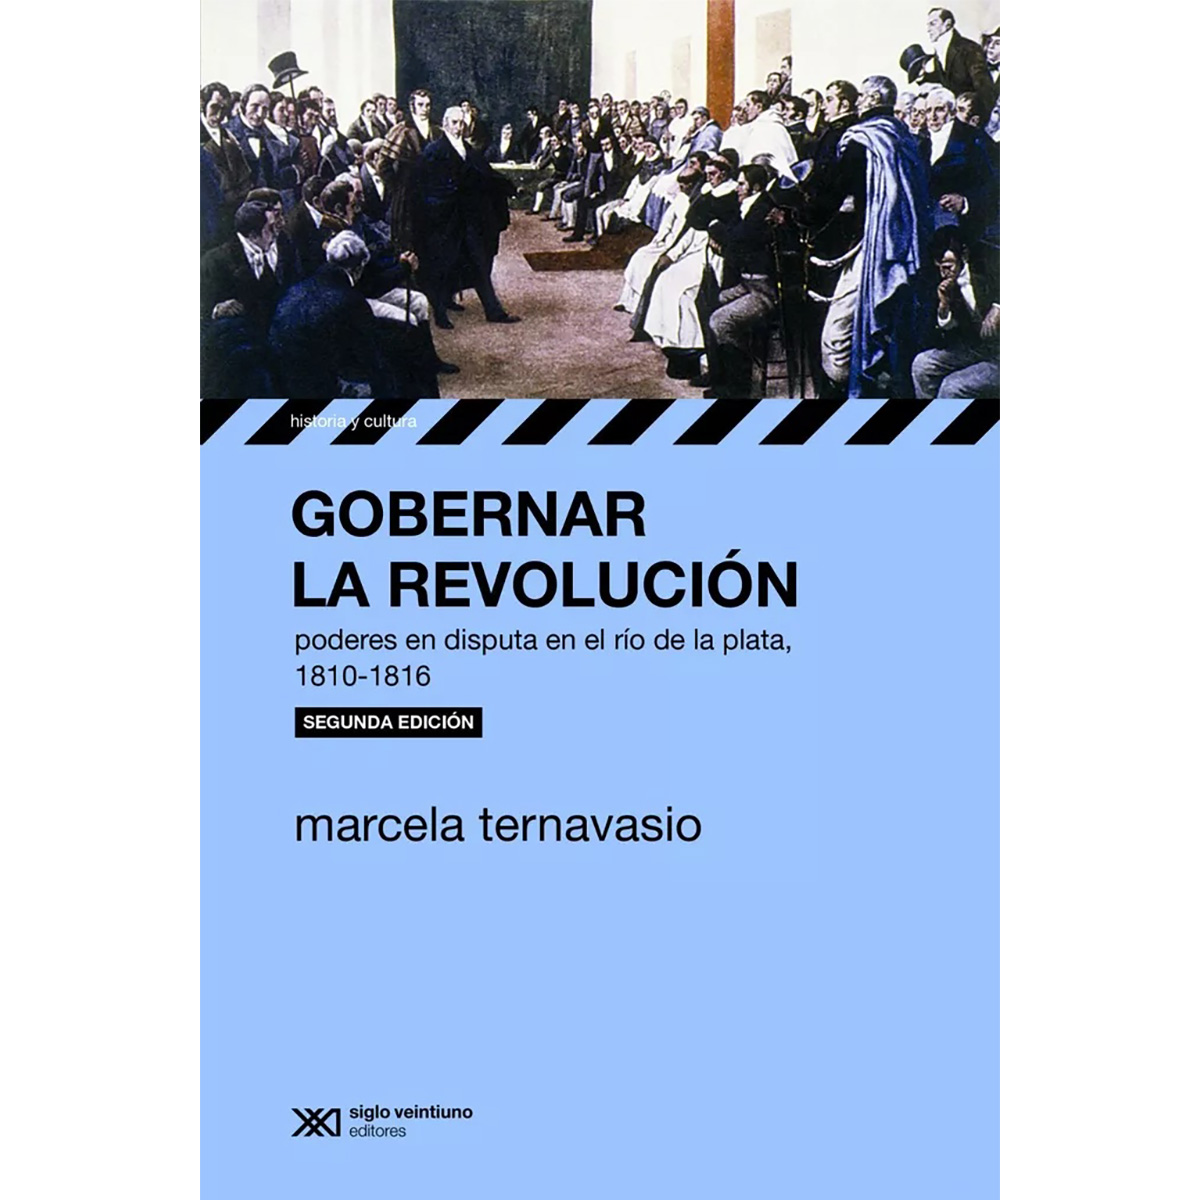 historia y cultura
GOBERNAR
LA REVOLUCIÓN
poderes en disputa en el río de la plata,
1810-1816
SEGUNDA EDICIÓN
marcela ternavasio
siglo veintiuno
editores